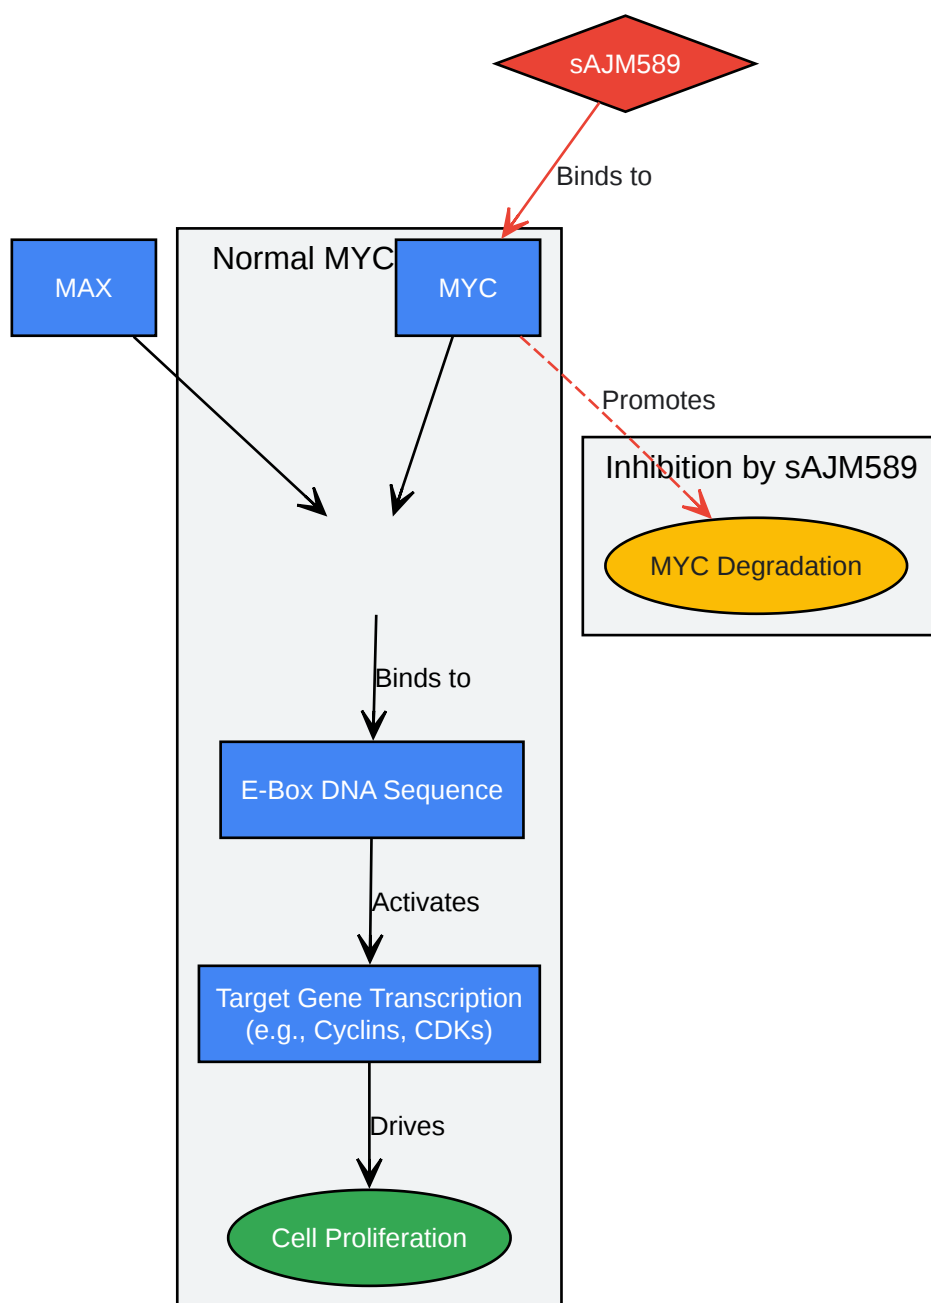 sAJM589
Binds to
Normal MYC
MAX
MYC
Promotes
Inhibition by sAJM589
MYC Degradation
Binds to
E-Box DNA Sequence
Activates
Target Gene Transcription
(e.g., Cyclins, CDKs)
Drives
Cell Proliferation